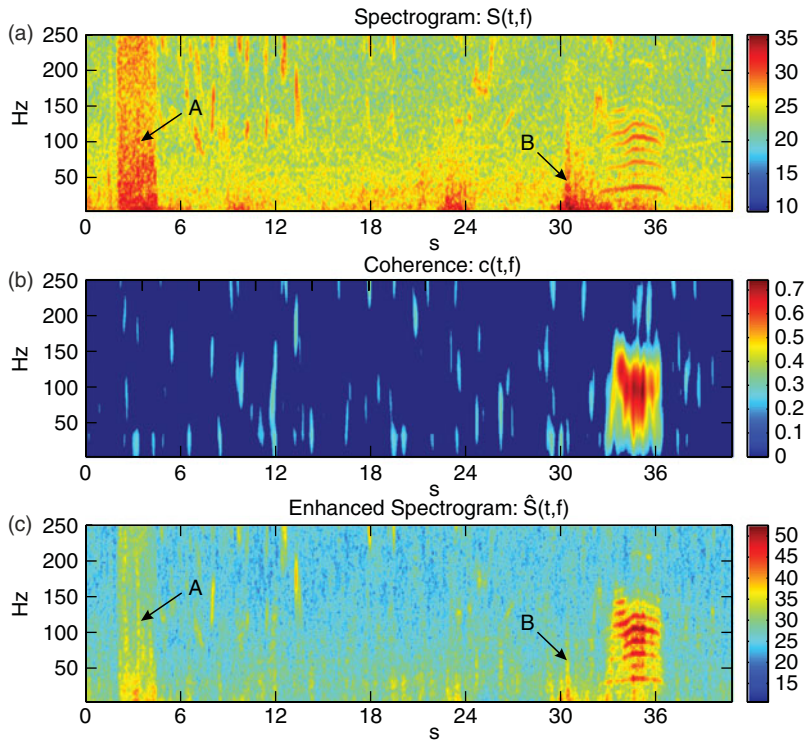 (a)
Spectrogram: S(t,f)
Hz
250
200
150
100
50
A
B
0 6 12 18 24 30 36
s
35
30
25
20
15
10
(b)
Coherence: c(t,f)
Hz
250
200
150
100
50
0 6 12 18 24 30 36
s
0.7
0.6
0.5
0.4
0.3
0.2
0.1
0
(c)
Enhanced Spectrogram: Ŝ(t,f)
Hz
250
200
150
100
50
A
B
0 6 12 18 24 30 36
s
50
45
40
35
30
25
20
15